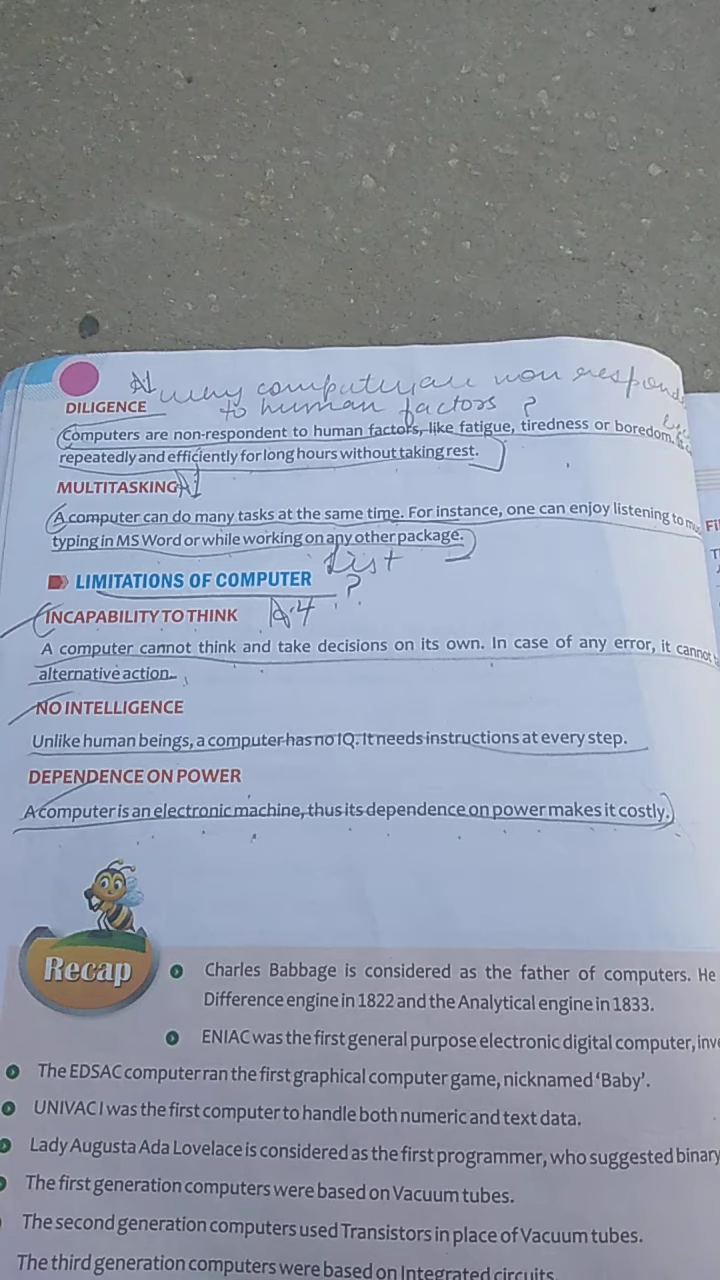 A1 why computer are non responds
DILIGENCE to human factors ?
Computers are non-respondent to human factors, like fatigue, tiredness or boredom.
repeatedly and efficiently for long hours without taking rest.
MULTITASKING A1
A computer can do many tasks at the same time. For instance, one can enjoy listening to
typing in MS Word or while working on any other package.
List
LIMITATIONS OF COMPUTER ?
INCAPABILITY TO THINK A.4
A computer cannot think and take decisions on its own. In case of any error, it cannot
alternative action.
NO INTELLIGENCE
Unlike human beings, a computer has no IQ. It needs instructions at every step.
DEPENDENCE ON POWER
A computer is an electronic machine, thus its dependence on power makes it costly.
Recap
Charles Babbage is considered as the father of computers. He
Difference engine in 1822 and the Analytical engine in 1833.
ENIAC was the first general purpose electronic digital computer,
The EDSAC computer ran the first graphical computer game, nicknamed ‘Baby’.
UNIVAC I was the first computer to handle both numeric and text data.
Lady Augusta Ada Lovelace is considered as the first programmer, who suggested binary
The first generation computers were based on Vacuum tubes.
The second generation computers used Transistors in place of Vacuum tubes.
The third generation computers were based on Integrated circuits.